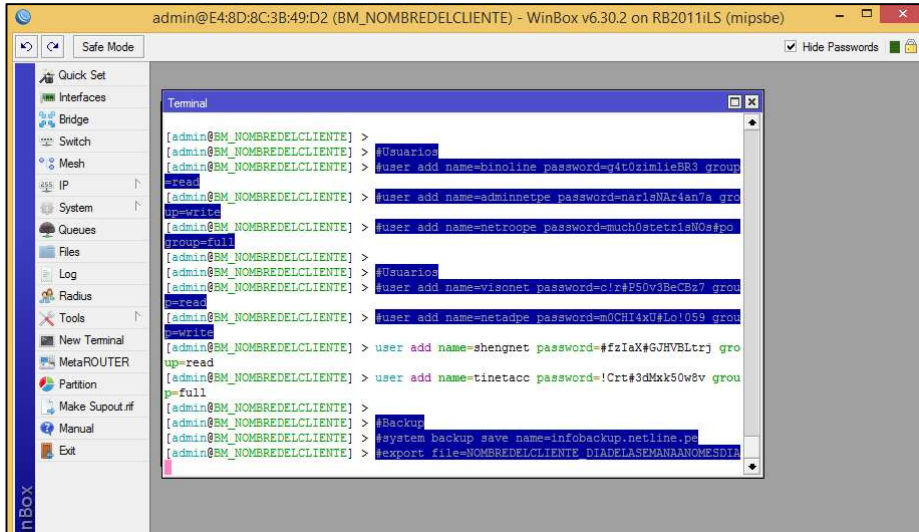 admin@E4:8D:8C:3B:49:D2 (BM_NOMBREDELCLIENTE) - WinBox v6.30.2 on RB2011iLS (mipsbe)
Safe Mode
Hide Passwords
Quick Set
Interfaces
Bridge
Switch
Mesh
IP
System
Queues
Files
Log
Radius
Tools
New Terminal
MetaROUTER
Partition
Make Supout.rif
Manual
Exit
nBox
Terminal
[admin@BM_NOMBREDELCLIENTE] >
[admin@BM_NOMBREDELCLIENTE] > #Usuarios
[admin@BM_NOMBREDELCLIENTE] > #user add name=binoline password=g4t0zimlieBR3 group
=read
[admin@BM_NOMBREDELCLIENTE] > #user add name=adminnetpe password=nar1sNAr4an7a gro
up=write
[admin@BM_NOMBREDELCLIENTE] > #user add name=netroope password=much0stetr1sNOs#po
group=full
[admin@BM_NOMBREDELCLIENTE] >
[admin@BM_NOMBREDELCLIENTE] > #Usuarios
[admin@BM_NOMBREDELCLIENTE] > #user add name=visonet password=c!r#P50v3BeCBz7 grou
p=read
[admin@BM_NOMBREDELCLIENTE] > #user add name=netadpe password=m0CHI4xU#Lo!059 grou
p=write
[admin@BM_NOMBREDELCLIENTE] > user add name=shengnet password=#fzIaX#GJHVBLtrj gro
up=read
[admin@BM_NOMBREDELCLIENTE] > user add name=tinetacc password=!Crt#3dMxk50w8v grou
p=full
[admin@BM_NOMBREDELCLIENTE] >
[admin@BM_NOMBREDELCLIENTE] > #Backup
[admin@BM_NOMBREDELCLIENTE] > #system backup save name=infobackup.netline.pe
[admin@BM_NOMBREDELCLIENTE] > #export file=NOMBREDELCLIENTE_DIADELASEMANAANOMESDIA